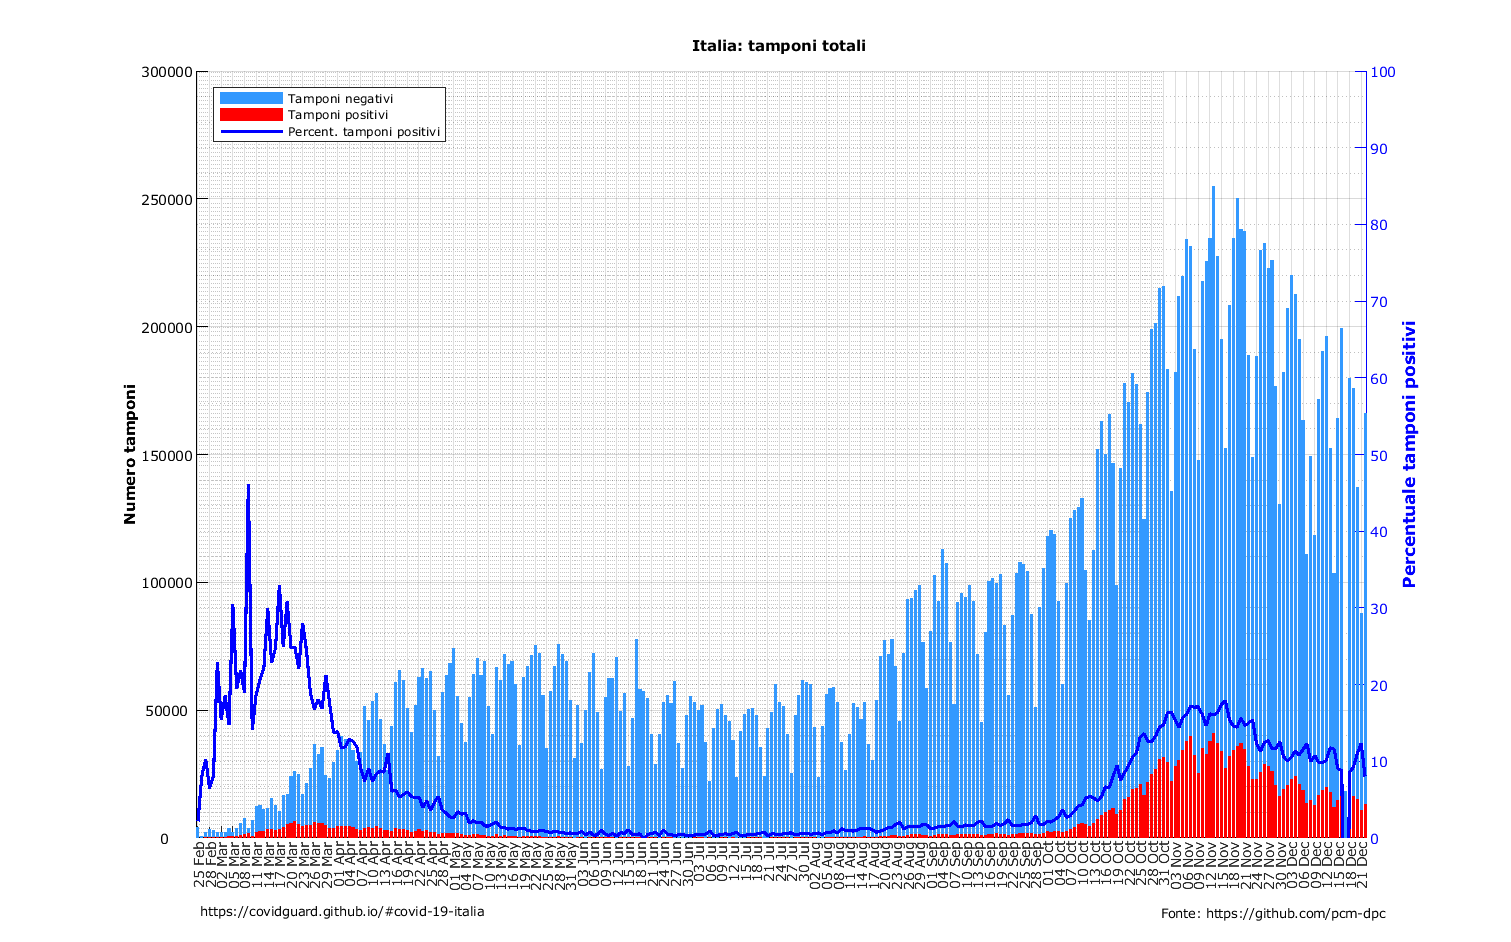 Italia: tamponi totali
300000
250000
200000
150000
100000
50000
0
Numero tamponi
Tamponi negativi
Tamponi positivi
Percent. tamponi positivi
100
90
80
70
60
50
40
30
20
10
0
Percentuale tamponi positivi
25 Feb
28 Feb
02 Mar
05 Mar
08 Mar
11 Mar
14 Mar
17 Mar
20 Mar
23 Mar
26 Mar
29 Mar
01 Apr
04 Apr
07 Apr
10 Apr
13 Apr
16 Apr
19 Apr
22 Apr
25 Apr
28 Apr
01 May
04 May
07 May
10 May
13 May
16 May
19 May
22 May
25 May
28 May
31 May
03 Jun
06 Jun
09 Jun
12 Jun
15 Jun
18 Jun
21 Jun
24 Jun
27 Jun
30 Jun
03 Jul
06 Jul
09 Jul
12 Jul
15 Jul
18 Jul
21 Jul
24 Jul
27 Jul
30 Jul
02 Aug
05 Aug
08 Aug
11 Aug
14 Aug
17 Aug
20 Aug
23 Aug
26 Aug
29 Aug
01 Sep
04 Sep
07 Sep
10 Sep
13 Sep
16 Sep
19 Sep
22 Sep
25 Sep
28 Sep
01 Oct
04 Oct
07 Oct
10 Oct
13 Oct
16 Oct
19 Oct
22 Oct
25 Oct
28 Oct
31 Oct
03 Nov
06 Nov
09 Nov
12 Nov
15 Nov
18 Nov
21 Nov
24 Nov
27 Nov
30 Nov
03 Dec
06 Dec
09 Dec
12 Dec
15 Dec
18 Dec
21 Dec
https://covidguard.github.io/#covid-19-italia
Fonte: https://github.com/pcm-dpc